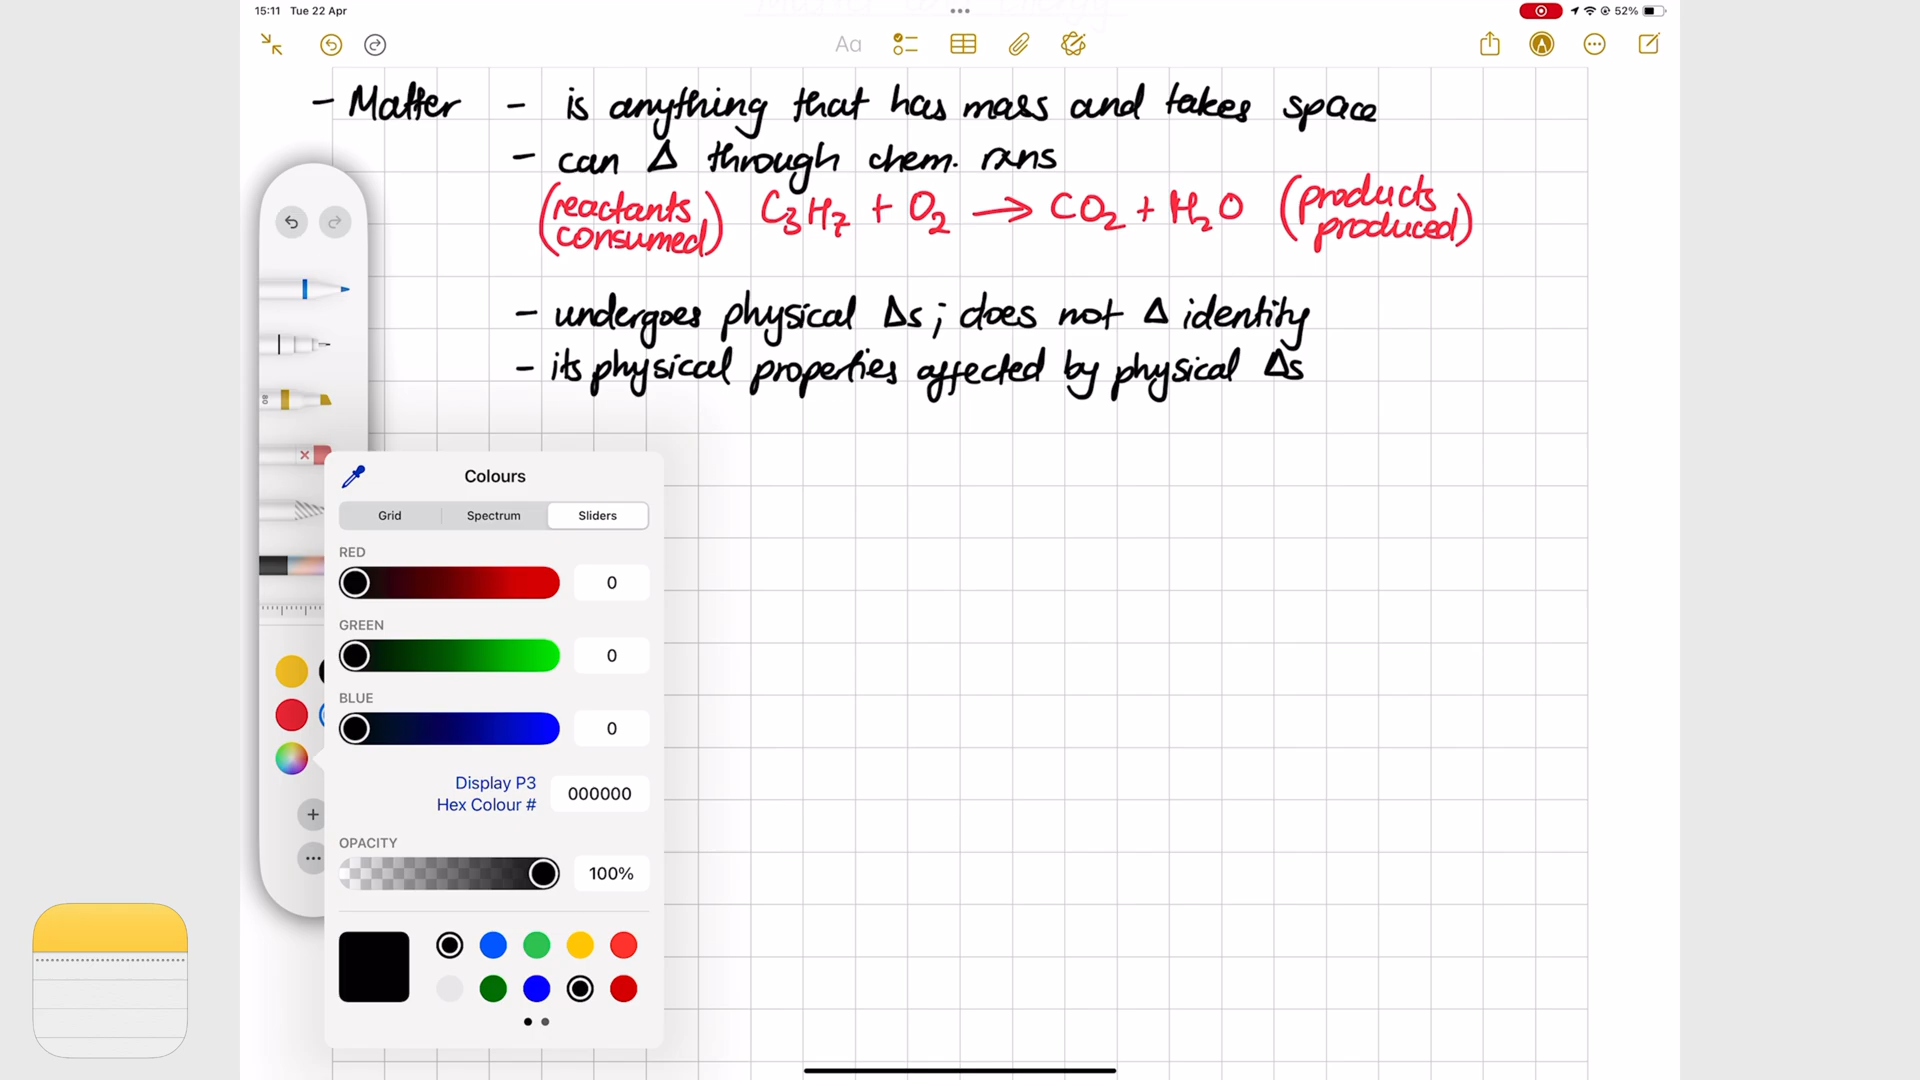 15:11 Tue 22 Apr
52%
Aa
- Matter - is anything that has mass and takes space
- can Δ through chem. rxns
(reactants consumed) C3H7 + O2 → CO2 + H2O (products produced)
- undergoes physical Δs; does not Δ identity
- its physical properties affected by physical Δs
80
Colours
Grid Spectrum Sliders
RED
0
GREEN
0
BLUE
0
Display P3
Hex Colour # 000000
OPACITY
100%